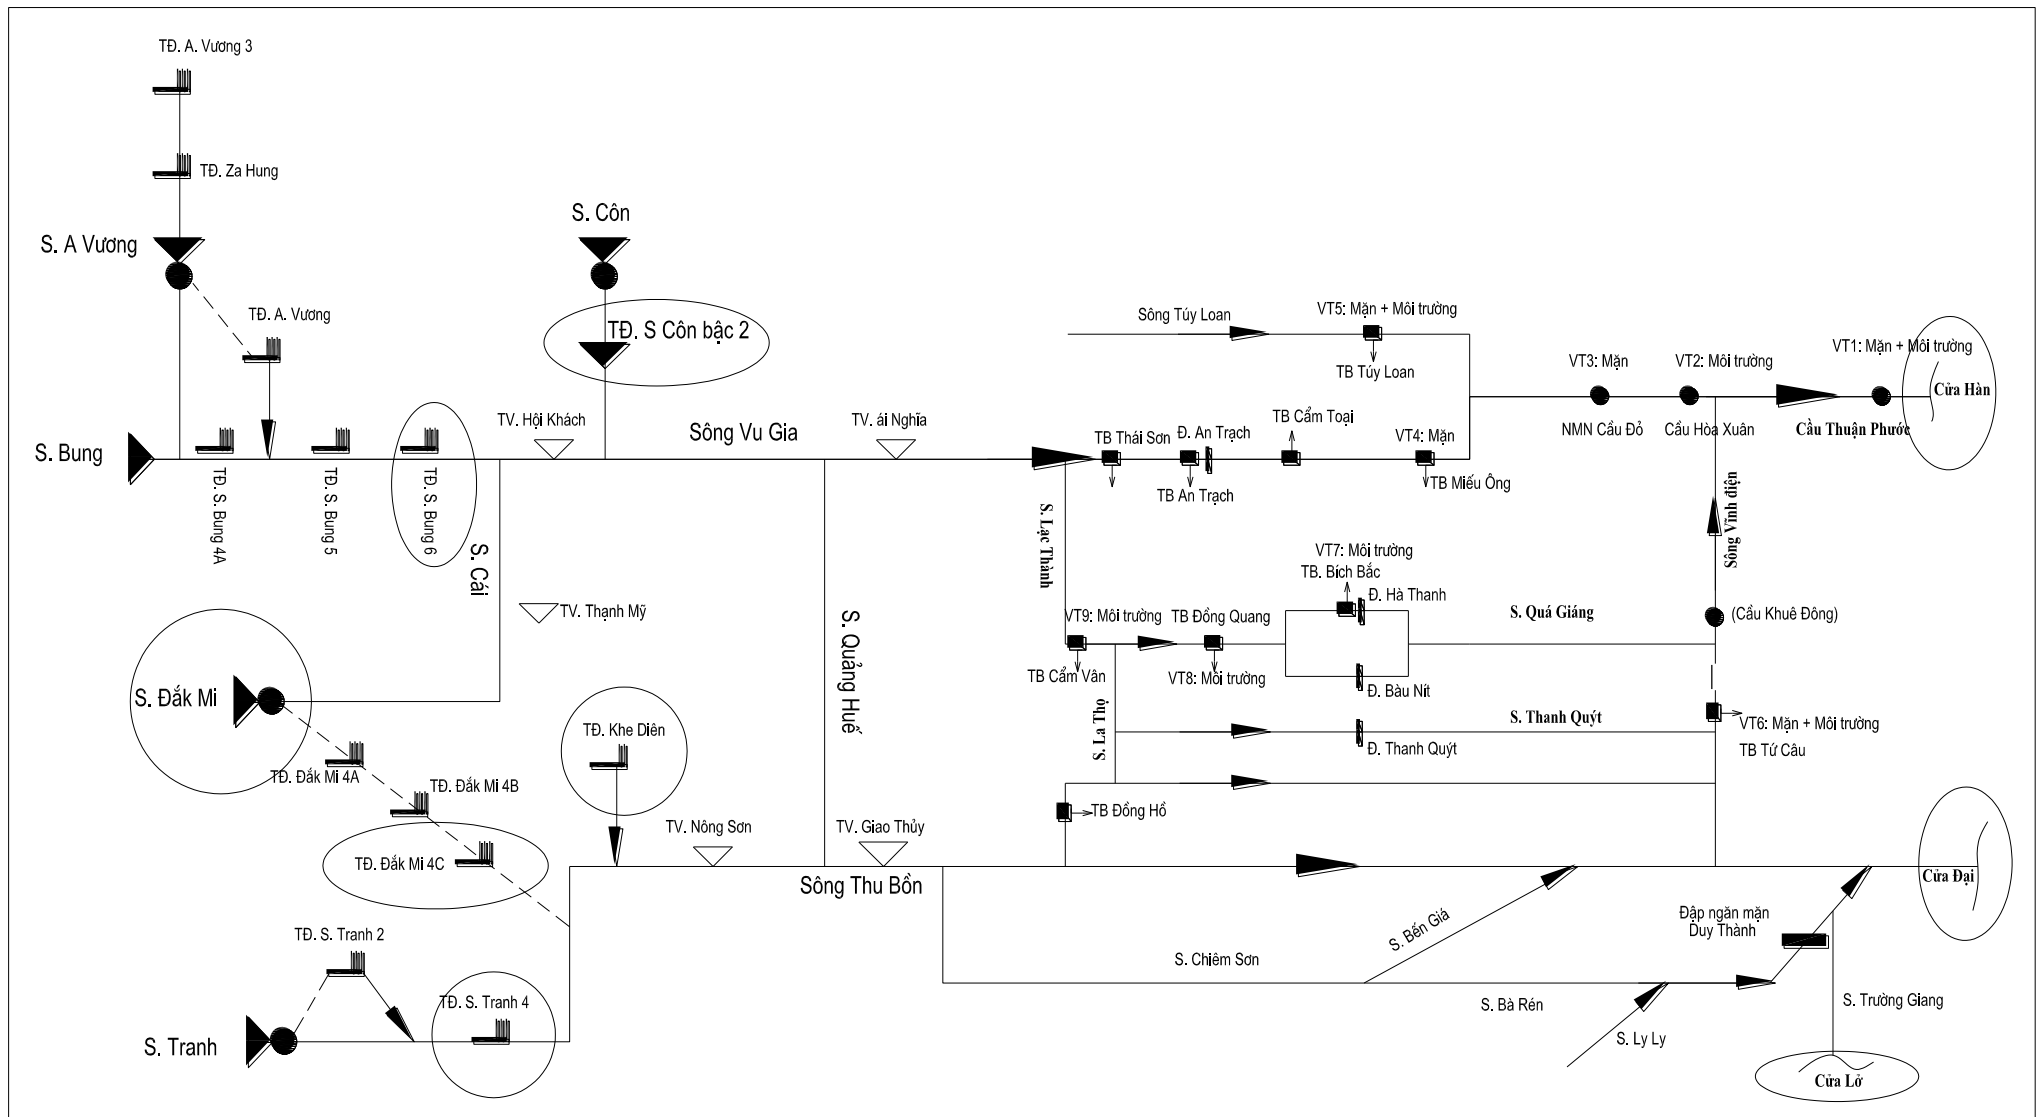 TĐ. A. Vương 3
TĐ. Za Hung
S. A Vương
S. Côn
TĐ. A. Vương
TĐ. S Côn bậc 2
Sông Túy Loan
VT5: Mặn + Môi trường
TB Túy Loan
VT3: Mặn
VT2: Môi trường
VT1: Mặn + Môi trường
Cửa Hàn
NMN Cầu Đỏ
Cầu Hòa Xuân
Cầu Thuận Phước
S. Bung
TV. Hội Khách
Sông Vu Gia
TV. ái Nghĩa
TB Thái Sơn
Đ. An Trạch
TB Cẩm Toại
VT4: Mặn
TB An Trạch
TB Miếu Ông
TĐ. S. Bung 4A
TĐ. S. Bung 5
TĐ. S. Bung 6
S. Cái
S. Lạc Thành
Sông Vĩnh điện
VT7: Môi trường
TB. Bích Bắc
Đ. Hà Thanh
TV. Thạnh Mỹ
S. Quảng Huế
VT9: Môi trường
TB Đồng Quang
S. Quá Giáng
(Cầu Khuê Đông)
TB Cẩm Vân
VT8: Môi trường
Đ. Bàu Nít
S. Đắk Mi
S. La Thọ
S. Thanh Quýt
VT6: Mặn + Môi trường
TB Tứ Câu
TĐ. Khe Diên
Đ. Thanh Quýt
TĐ. Đắk Mi 4A
TĐ. Đắk Mi 4B
TB Đồng Hồ
TV. Nông Sơn
TV. Giao Thủy
TĐ. Đắk Mi 4C
Sông Thu Bồn
Cửa Đại
Đập ngăn mặn
Duy Thành
S. Bến Giá
TĐ. S. Tranh 2
S. Chiêm Sơn
TĐ. S. Tranh 4
S. Bà Rén
S. Trường Giang
S. Tranh
S. Ly Ly
Cửa Lở